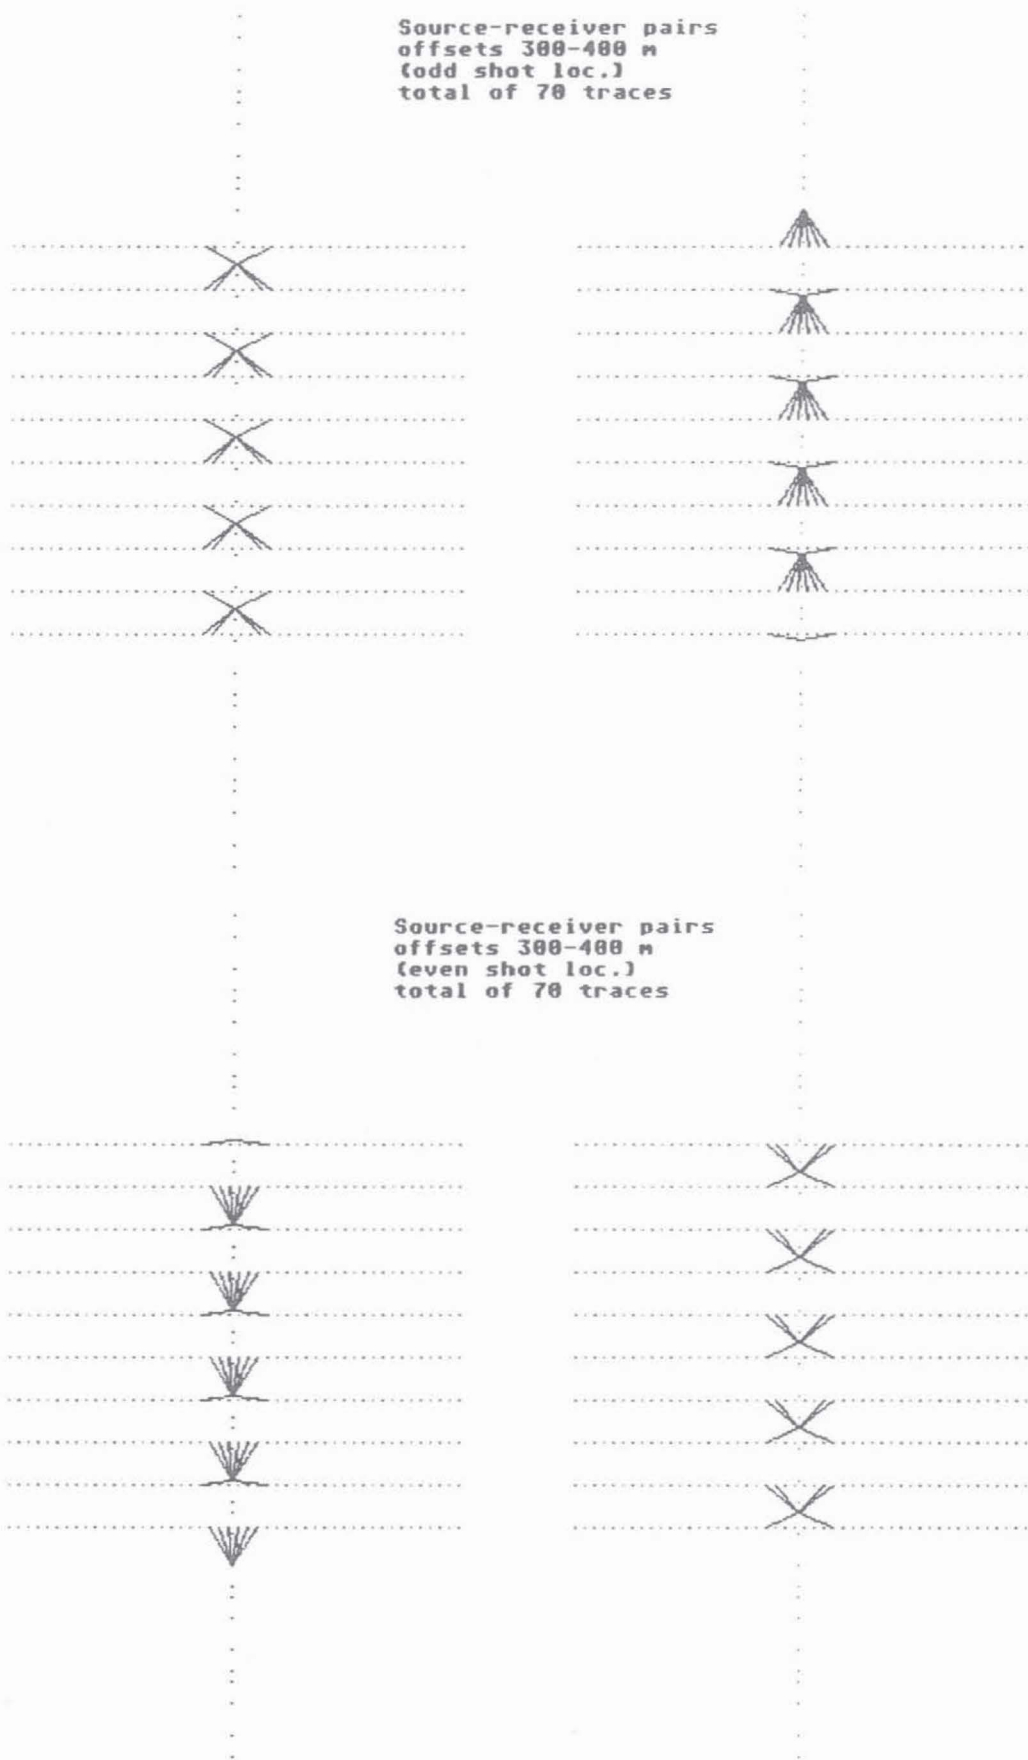 Source-receiver pairs
offsets 300-400 m
(odd shot loc.)
total of 70 traces
Source-receiver pairs
offsets 300-400 m
(even shot loc.)
total of 70 traces